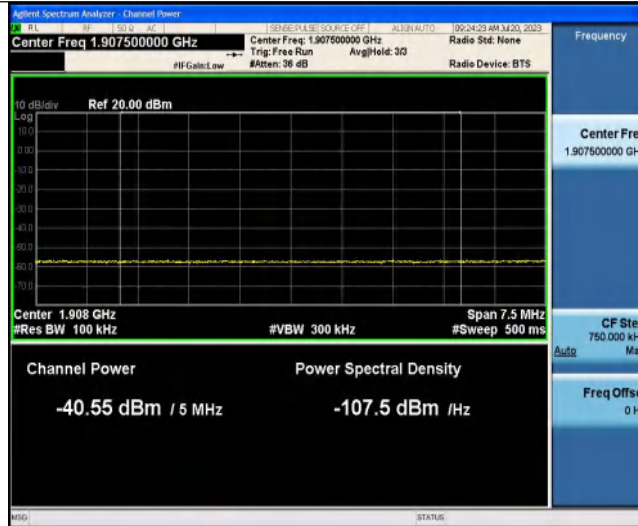 Agilent Spectrum Analyzer - Channel Power
RL RF 50 Ω AC SENSE:PULSE SOURCE OFF ALIGN AUTO 09:24:23 AM Jul 20, 2023
Center Freq 1.907500000 GHz
Center Freq: 1.907500000 GHz
Radio Std: None
Trig: Free Run Avg|Hold: 3/3
#IFGain:Low
#Atten: 36 dB
Radio Device: BTS
10 dB/div Ref 20.00 dBm
Log
10.0
0.00
-10.0
-20.0
-30.0
-40.0
-50.0
-60.0
-70.0
Center 1.908 GHz
Span 7.5 MHz
#Res BW 100 kHz
#VBW 300 kHz
#Sweep 500 ms
Channel Power
Power Spectral Density
-40.55 dBm / 5 MHz
-107.5 dBm /Hz
MSG
STATUS
Frequency
Center Fre
1.907500000 GH
CF Ste
750.000 kH
Auto Ma
Freq Offse
0 H